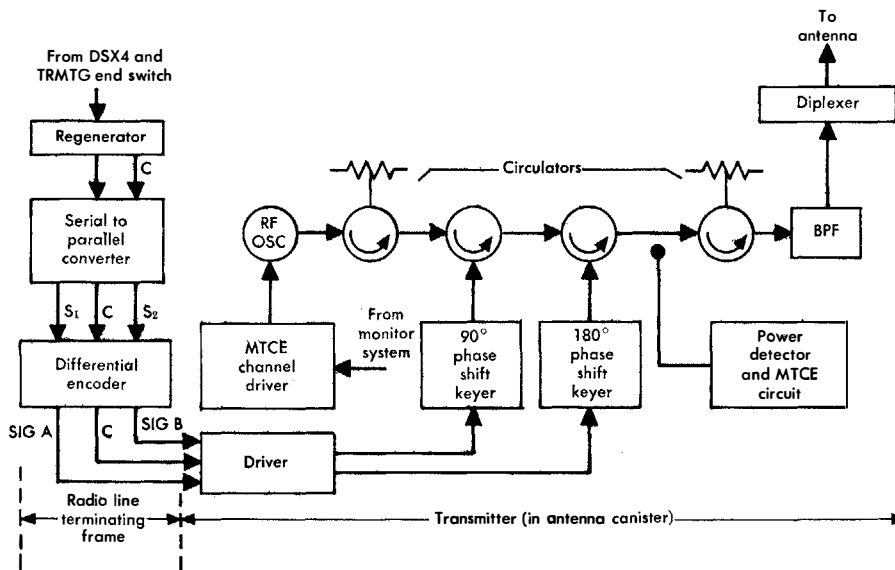 To
antenna
From DSX4 and
TRMTG end switch
Diplexer
Regenerator
C
Circulators
Serial to
parallel
converter
RF
OSC
BPF
S1
C
S2
From
monitor
system
MTCE
channel
driver
90°
phase
shift
keyer
180°
phase
shift
keyer
Power
detector
and MTCE
circuit
Differential
encoder
SIG A
C
SIG B
Driver
Radio line
terminating
frame
Transmitter (in antenna canister)